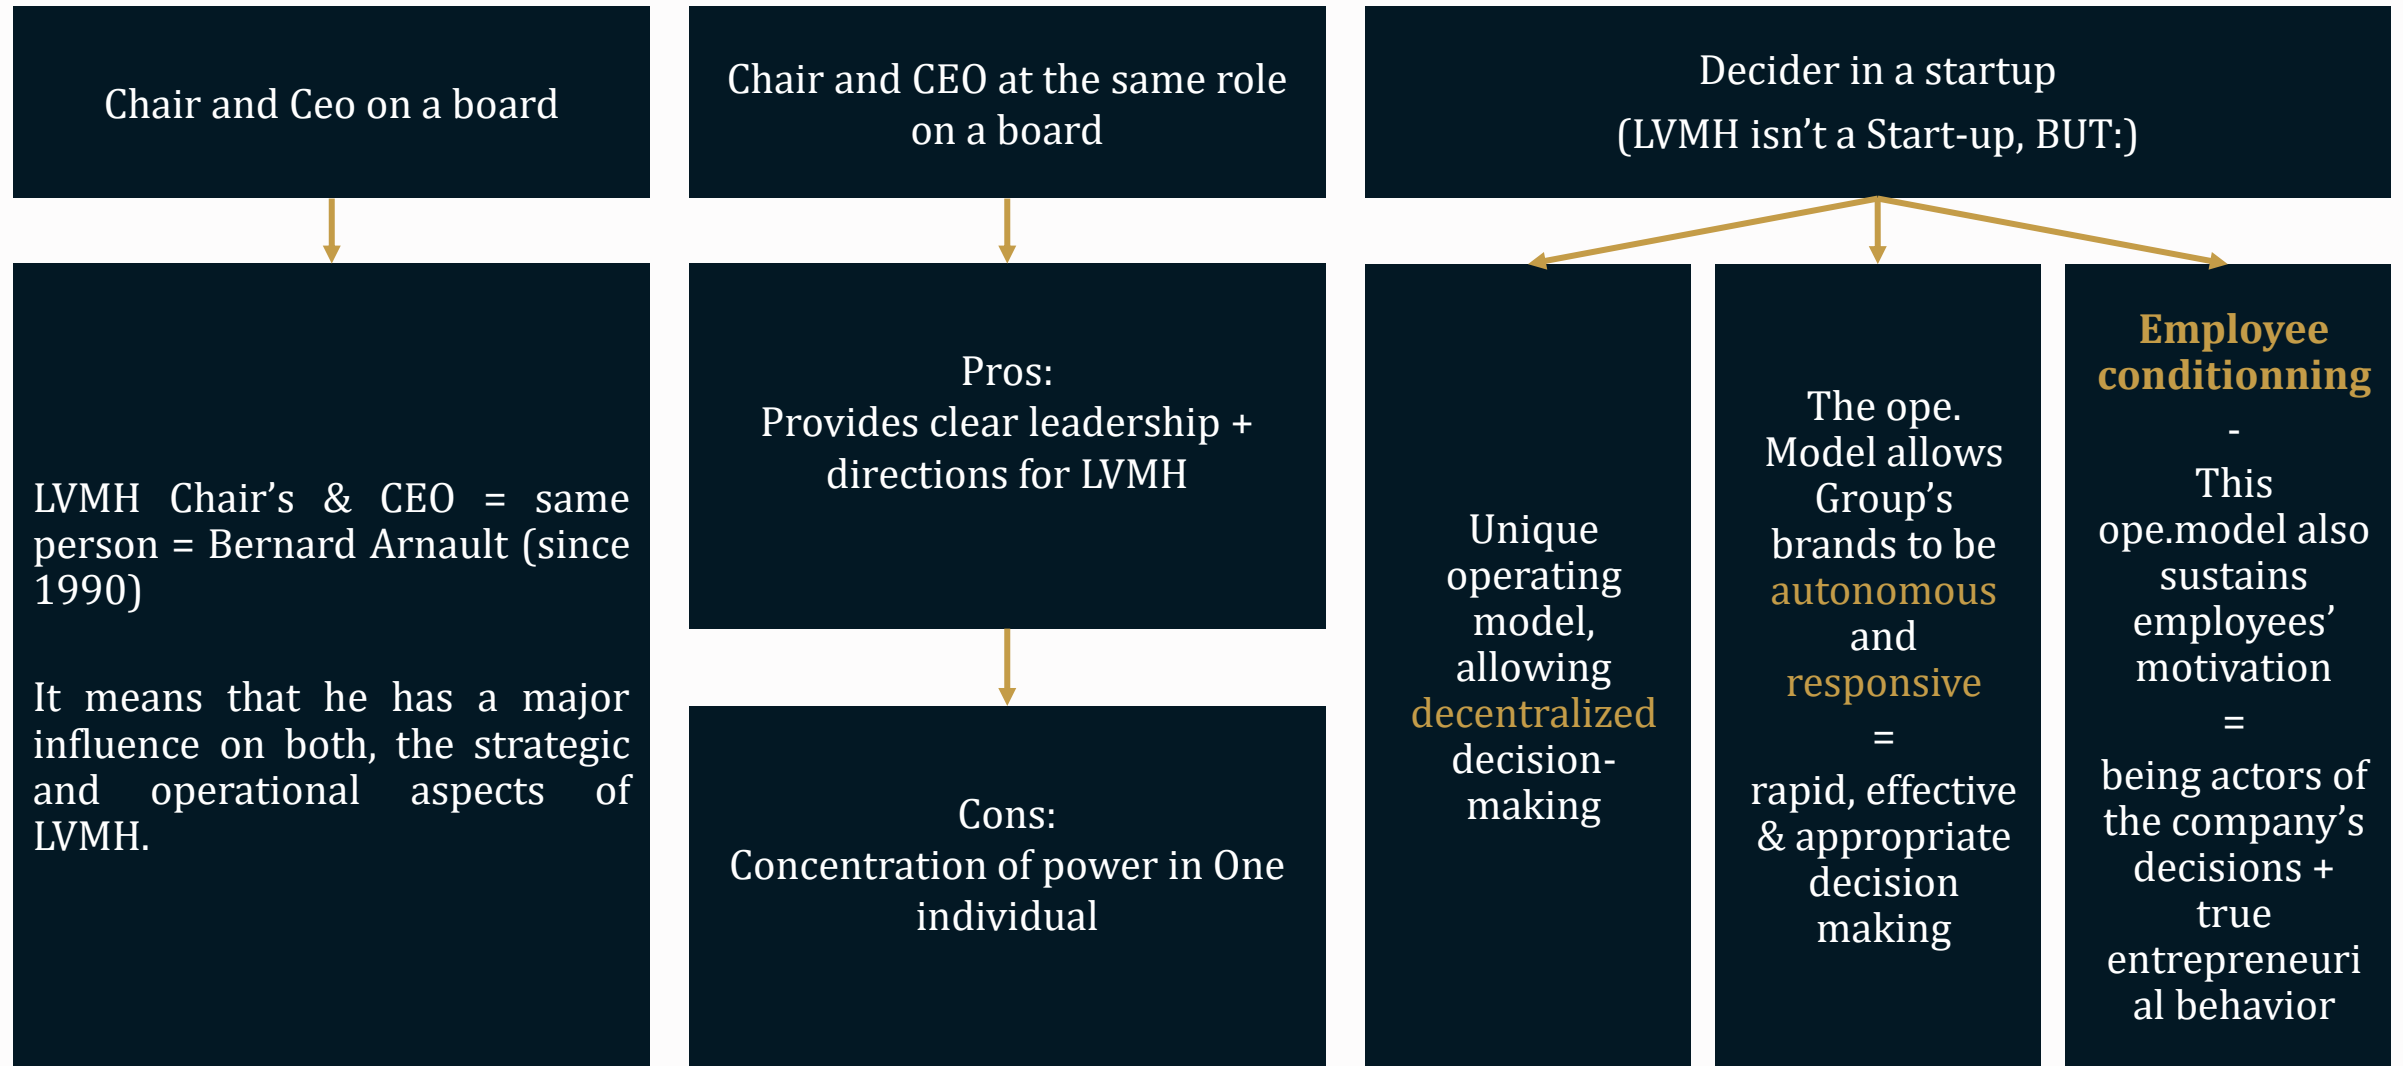 Chair and Ceo on a board
LVMH Chair’s & CEO = same
person = Bernard Arnault (since
1990)
It means that he has a major
influence on both, the strategic
and operational aspects of
LVMH.
Chair and CEO at the same role
on a board
Pros:
Provides clear leadership +
directions for LVMH
Cons:
Concentration of power in One
individual
Decider in a startup
(LVMH isn’t a Start-up, BUT:)
Unique
operating
model,
allowing
decentralized
decision-
making
The ope.
Model allows
Group’s
brands to be
autonomous
and
responsive
=
rapid, effective
& appropriate
decision
making
Employee
conditionning
-
This
ope.model also
sustains
employees’
motivation
=
being actors of
the company’s
decisions +
true
entrepreneuri
al behavior